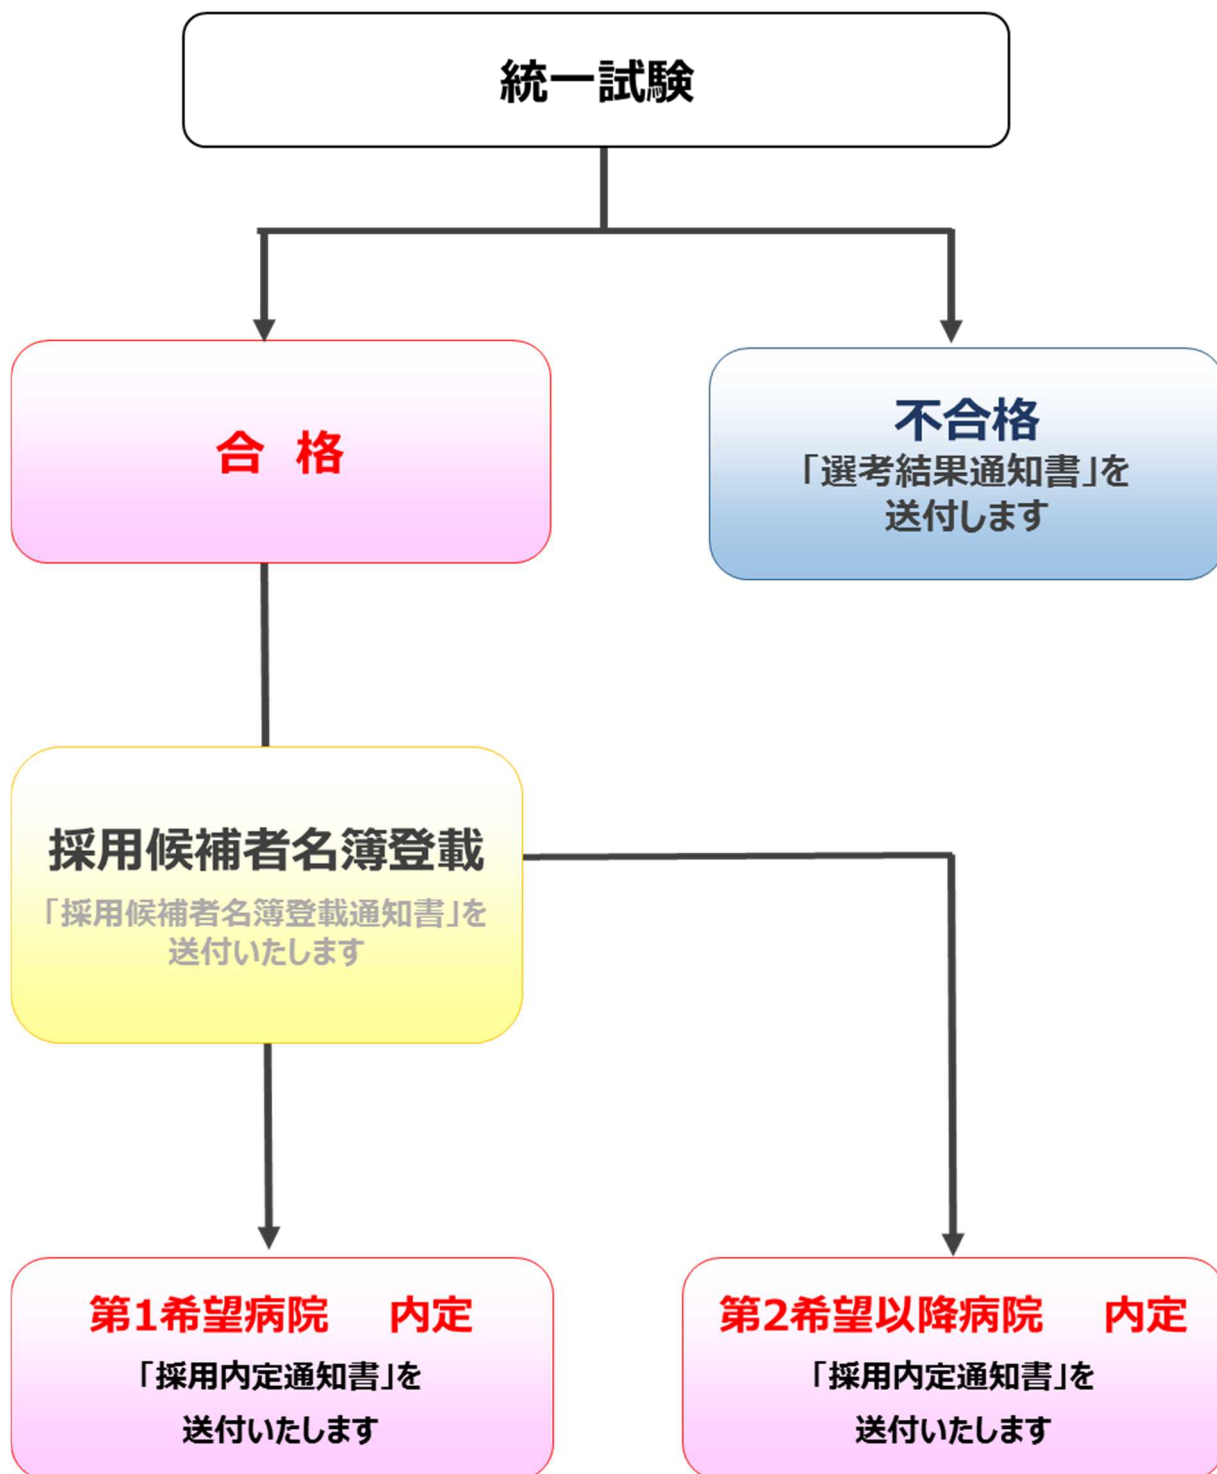 統一試験
合 格
不合格
「選考結果通知書」を
送付します
採用候補者名簿登載
「採用候補者名簿登載通知書」を
送付いたします
第1希望病院 内定
「採用内定通知書」を
送付いたします
第2希望以降病院 内定
「採用内定通知書」を
送付いたします